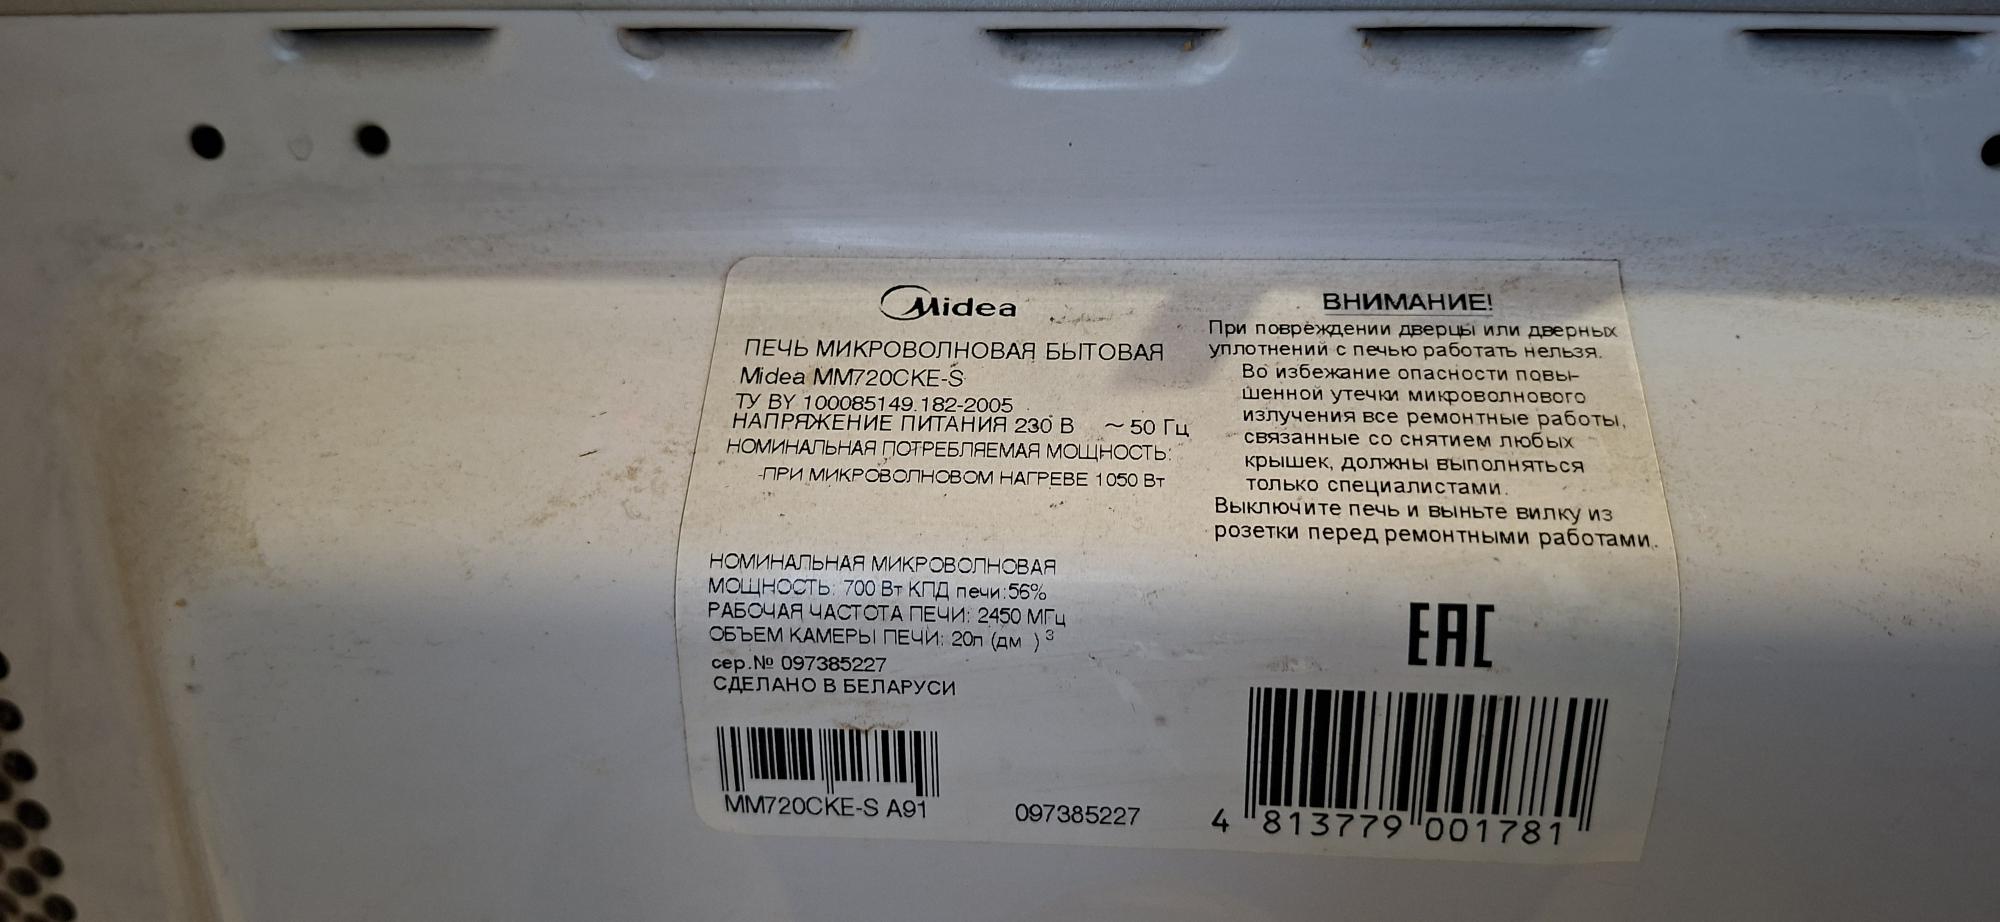 Midea
ПЕЧЬ МИКРОВОЛНОВАЯ БЫТОВАЯ
Midea MM720CKE-S
ТУ BY 100085149.182-2005
НАПРЯЖЕНИЕ ПИТАНИЯ 230 В ~ 50 Гц
НОМИНАЛЬНАЯ ПОТРЕБЛЯЕМАЯ МОЩНОСТЬ:
-ПРИ МИКРОВОЛНОВОМ НАГРЕВЕ 1050 Вт
НОМИНАЛЬНАЯ МИКРОВОЛНОВАЯ
МОЩНОСТЬ: 700 Вт КПД печи:56%
РАБОЧАЯ ЧАСТОТА ПЕЧИ: 2450 МГц
ОБЪЕМ КАМЕРЫ ПЕЧИ: 20л (дм )³
сер.№ 097385227
СДЕЛАНО В БЕЛАРУСИ
MM720CKE-S A91
097385227
ВНИМАНИЕ!
При повреждении дверцы или дверных
уплотнений с печью работать нельзя.
Во избежание опасности повы-
шенной утечки микроволнового
излучения все ремонтные работы,
связанные со снятием любых
крышек, должны выполняться
только специалистами.
Выключите печь и выньте вилку из
розетки перед ремонтными работами.
EAC
4 813779 001781